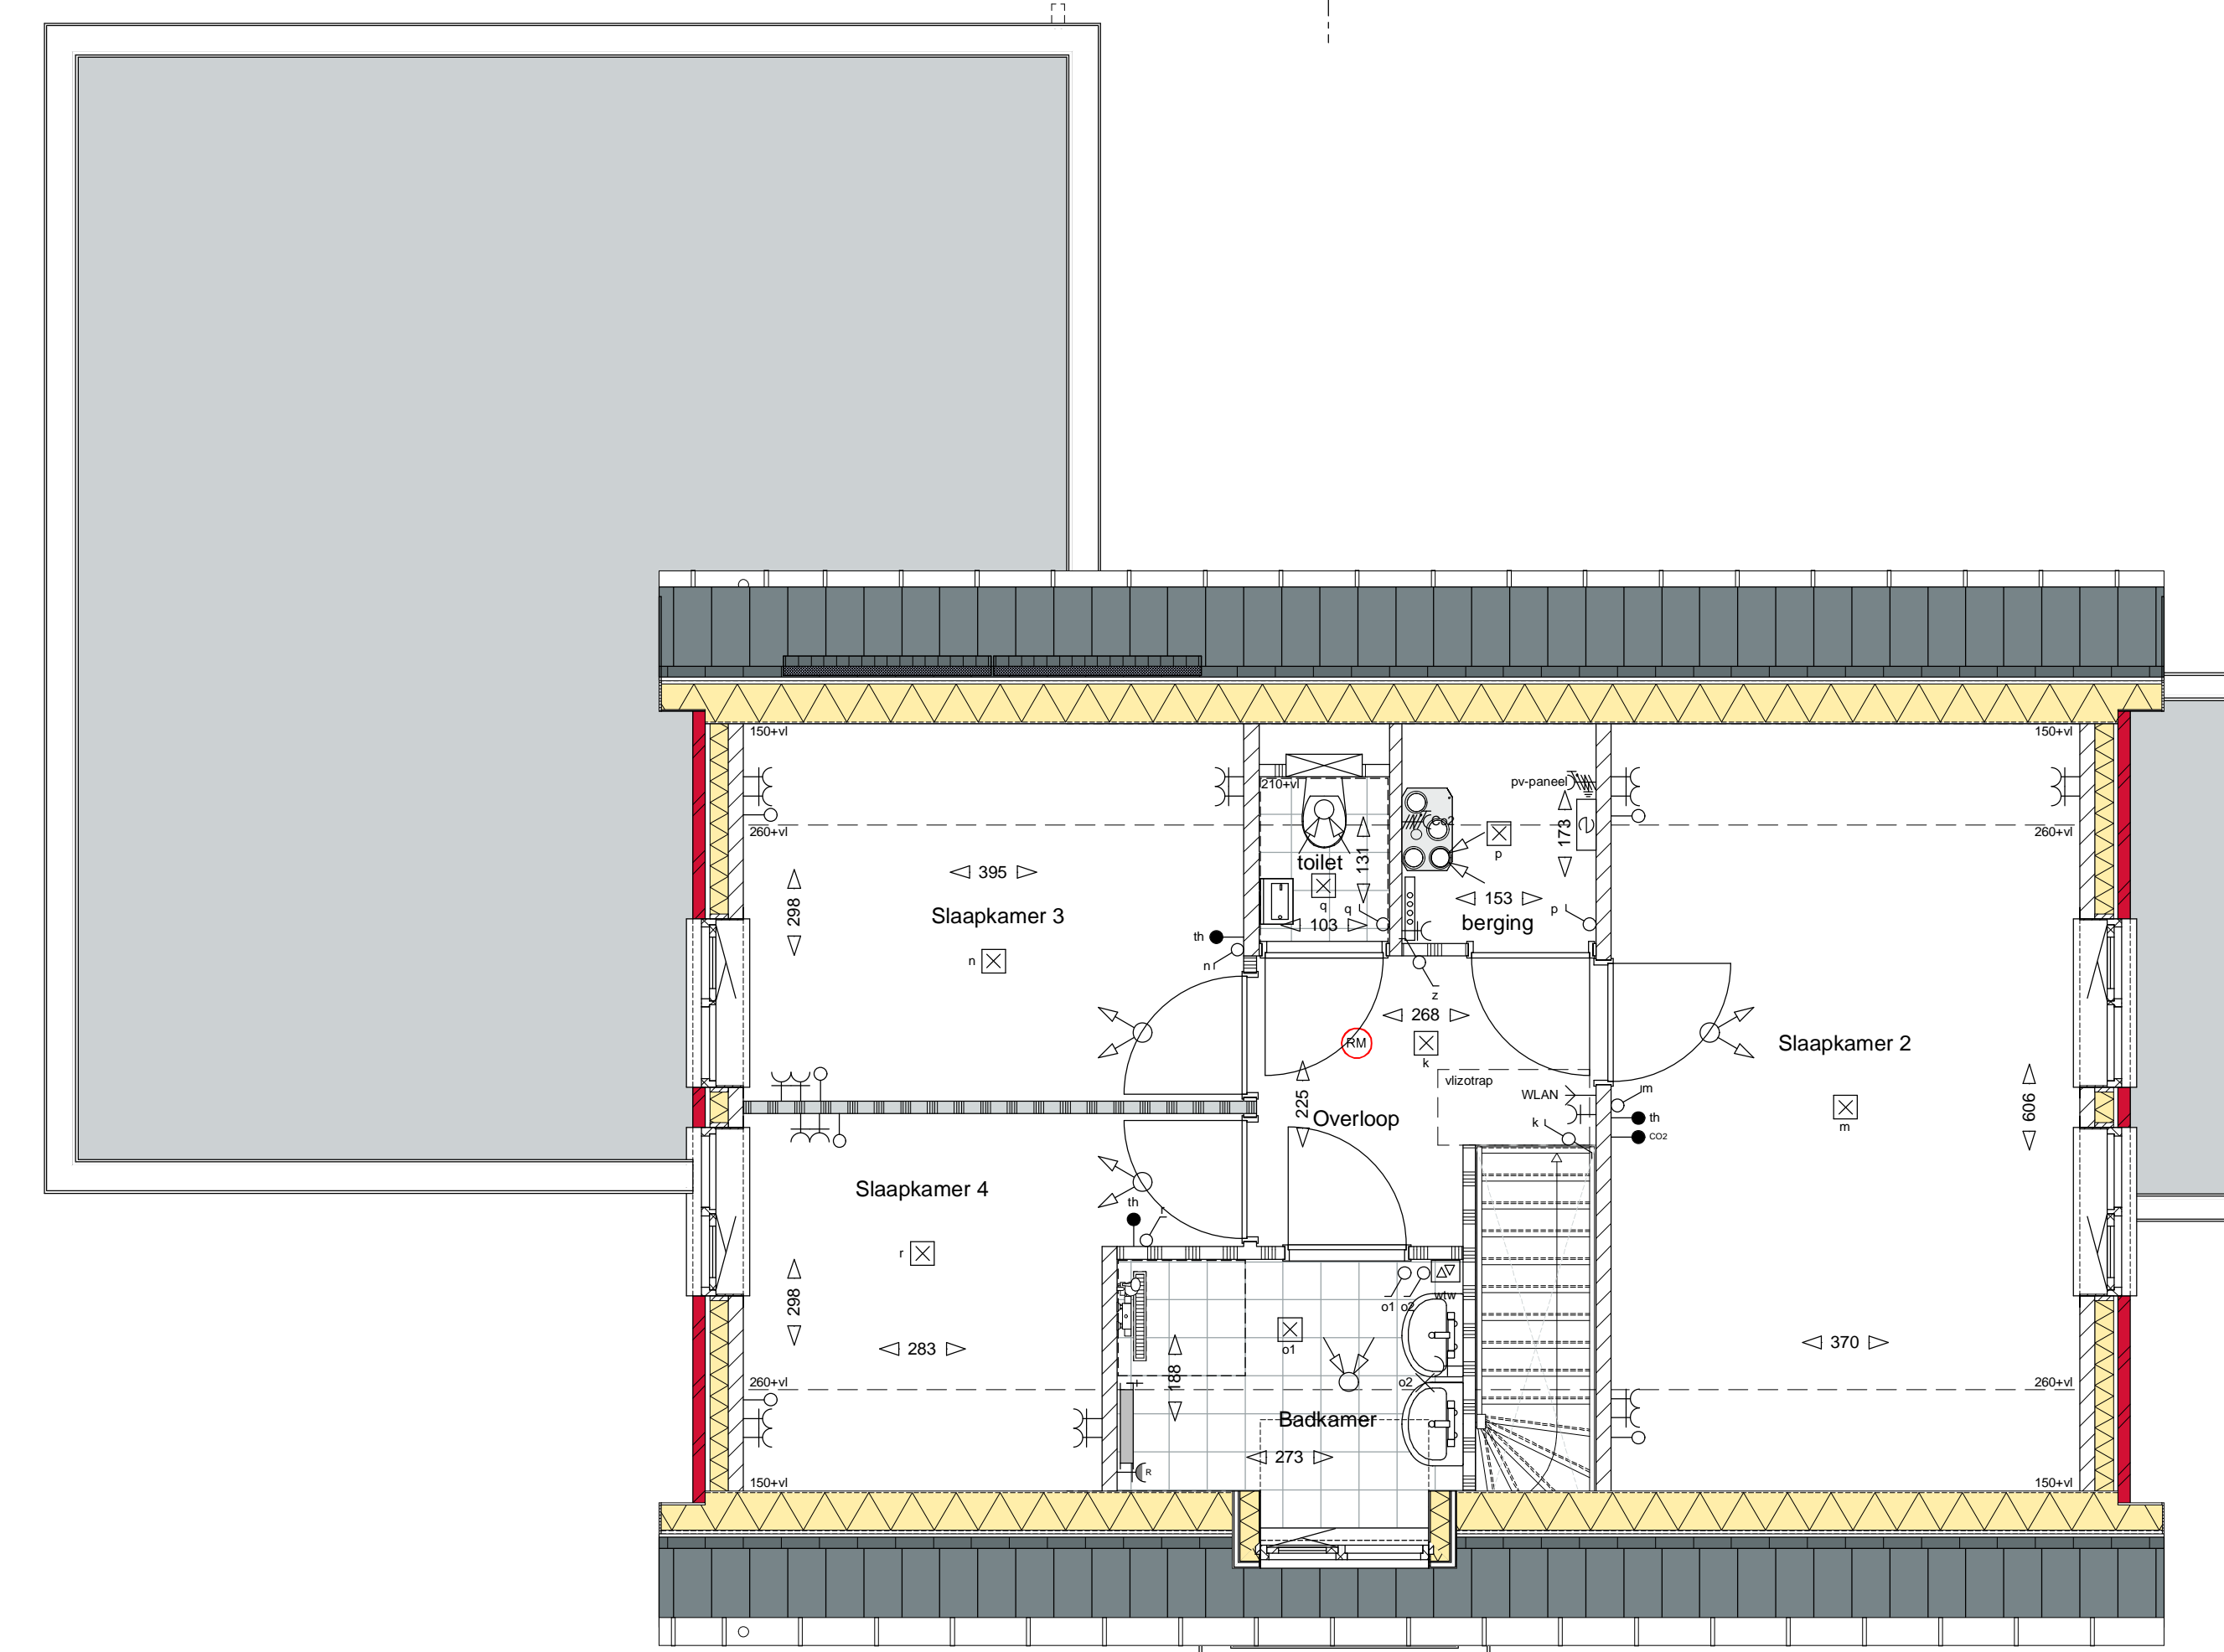 150+vl
150+vl
pv-paneel
210+vl
260+vl
Co2
260+vl
e
173
131
toilet
p
395
298
153
Slaapkamer 3
q
q
103
berging
p
th
n
n
z
268
RM
k
Slaapkamer 2
vlizotrap
WLAN
m
225
Overloop
k
th
CO2
m
606
Slaapkamer 4
th
r
r
wtw
o1
o2
298
o1
283
188
370
260+vl
o2
260+vl
Badkamer
273
R
150+vl
150+vl